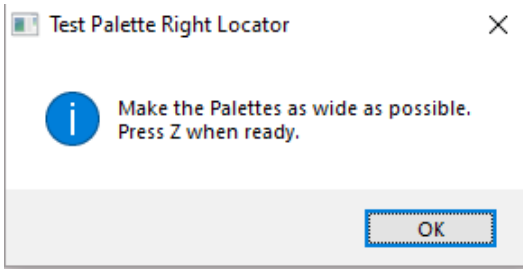 Test Palette Right Locator
Make the Palettes as wide as possible.
Press Z when ready.
OK